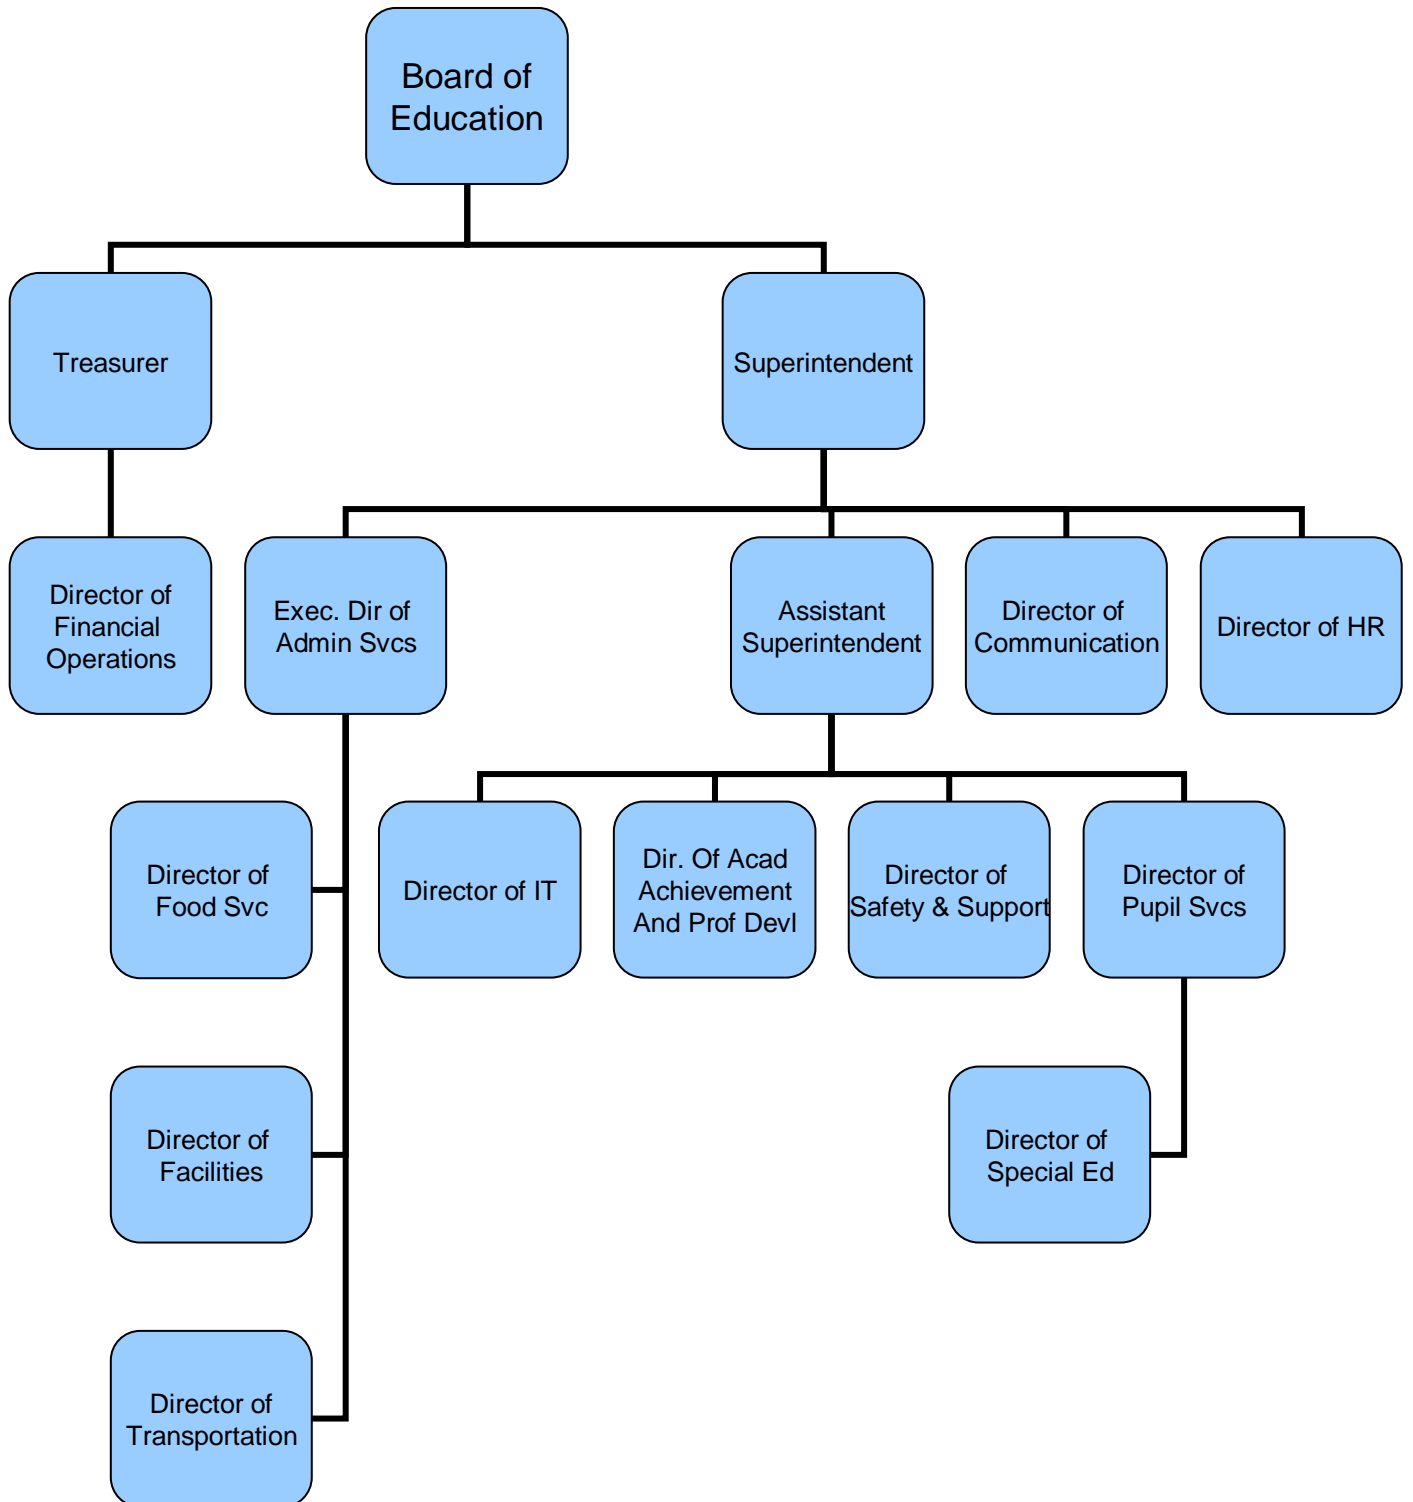 Board of
Education
Treasurer
Superintendent
Director of
Financial
Operations
Exec. Dir of
Admin Svcs
Assistant
Superintendent
Director of
Communication
Director of HR
Director of
Food Svc
Director of IT
Dir. Of Acad
Achievement
And Prof Devl
Director of
Safety & Support
Director of
Pupil Svcs
Director of
Facilities
Director of
Special Ed
Director of
Transportation